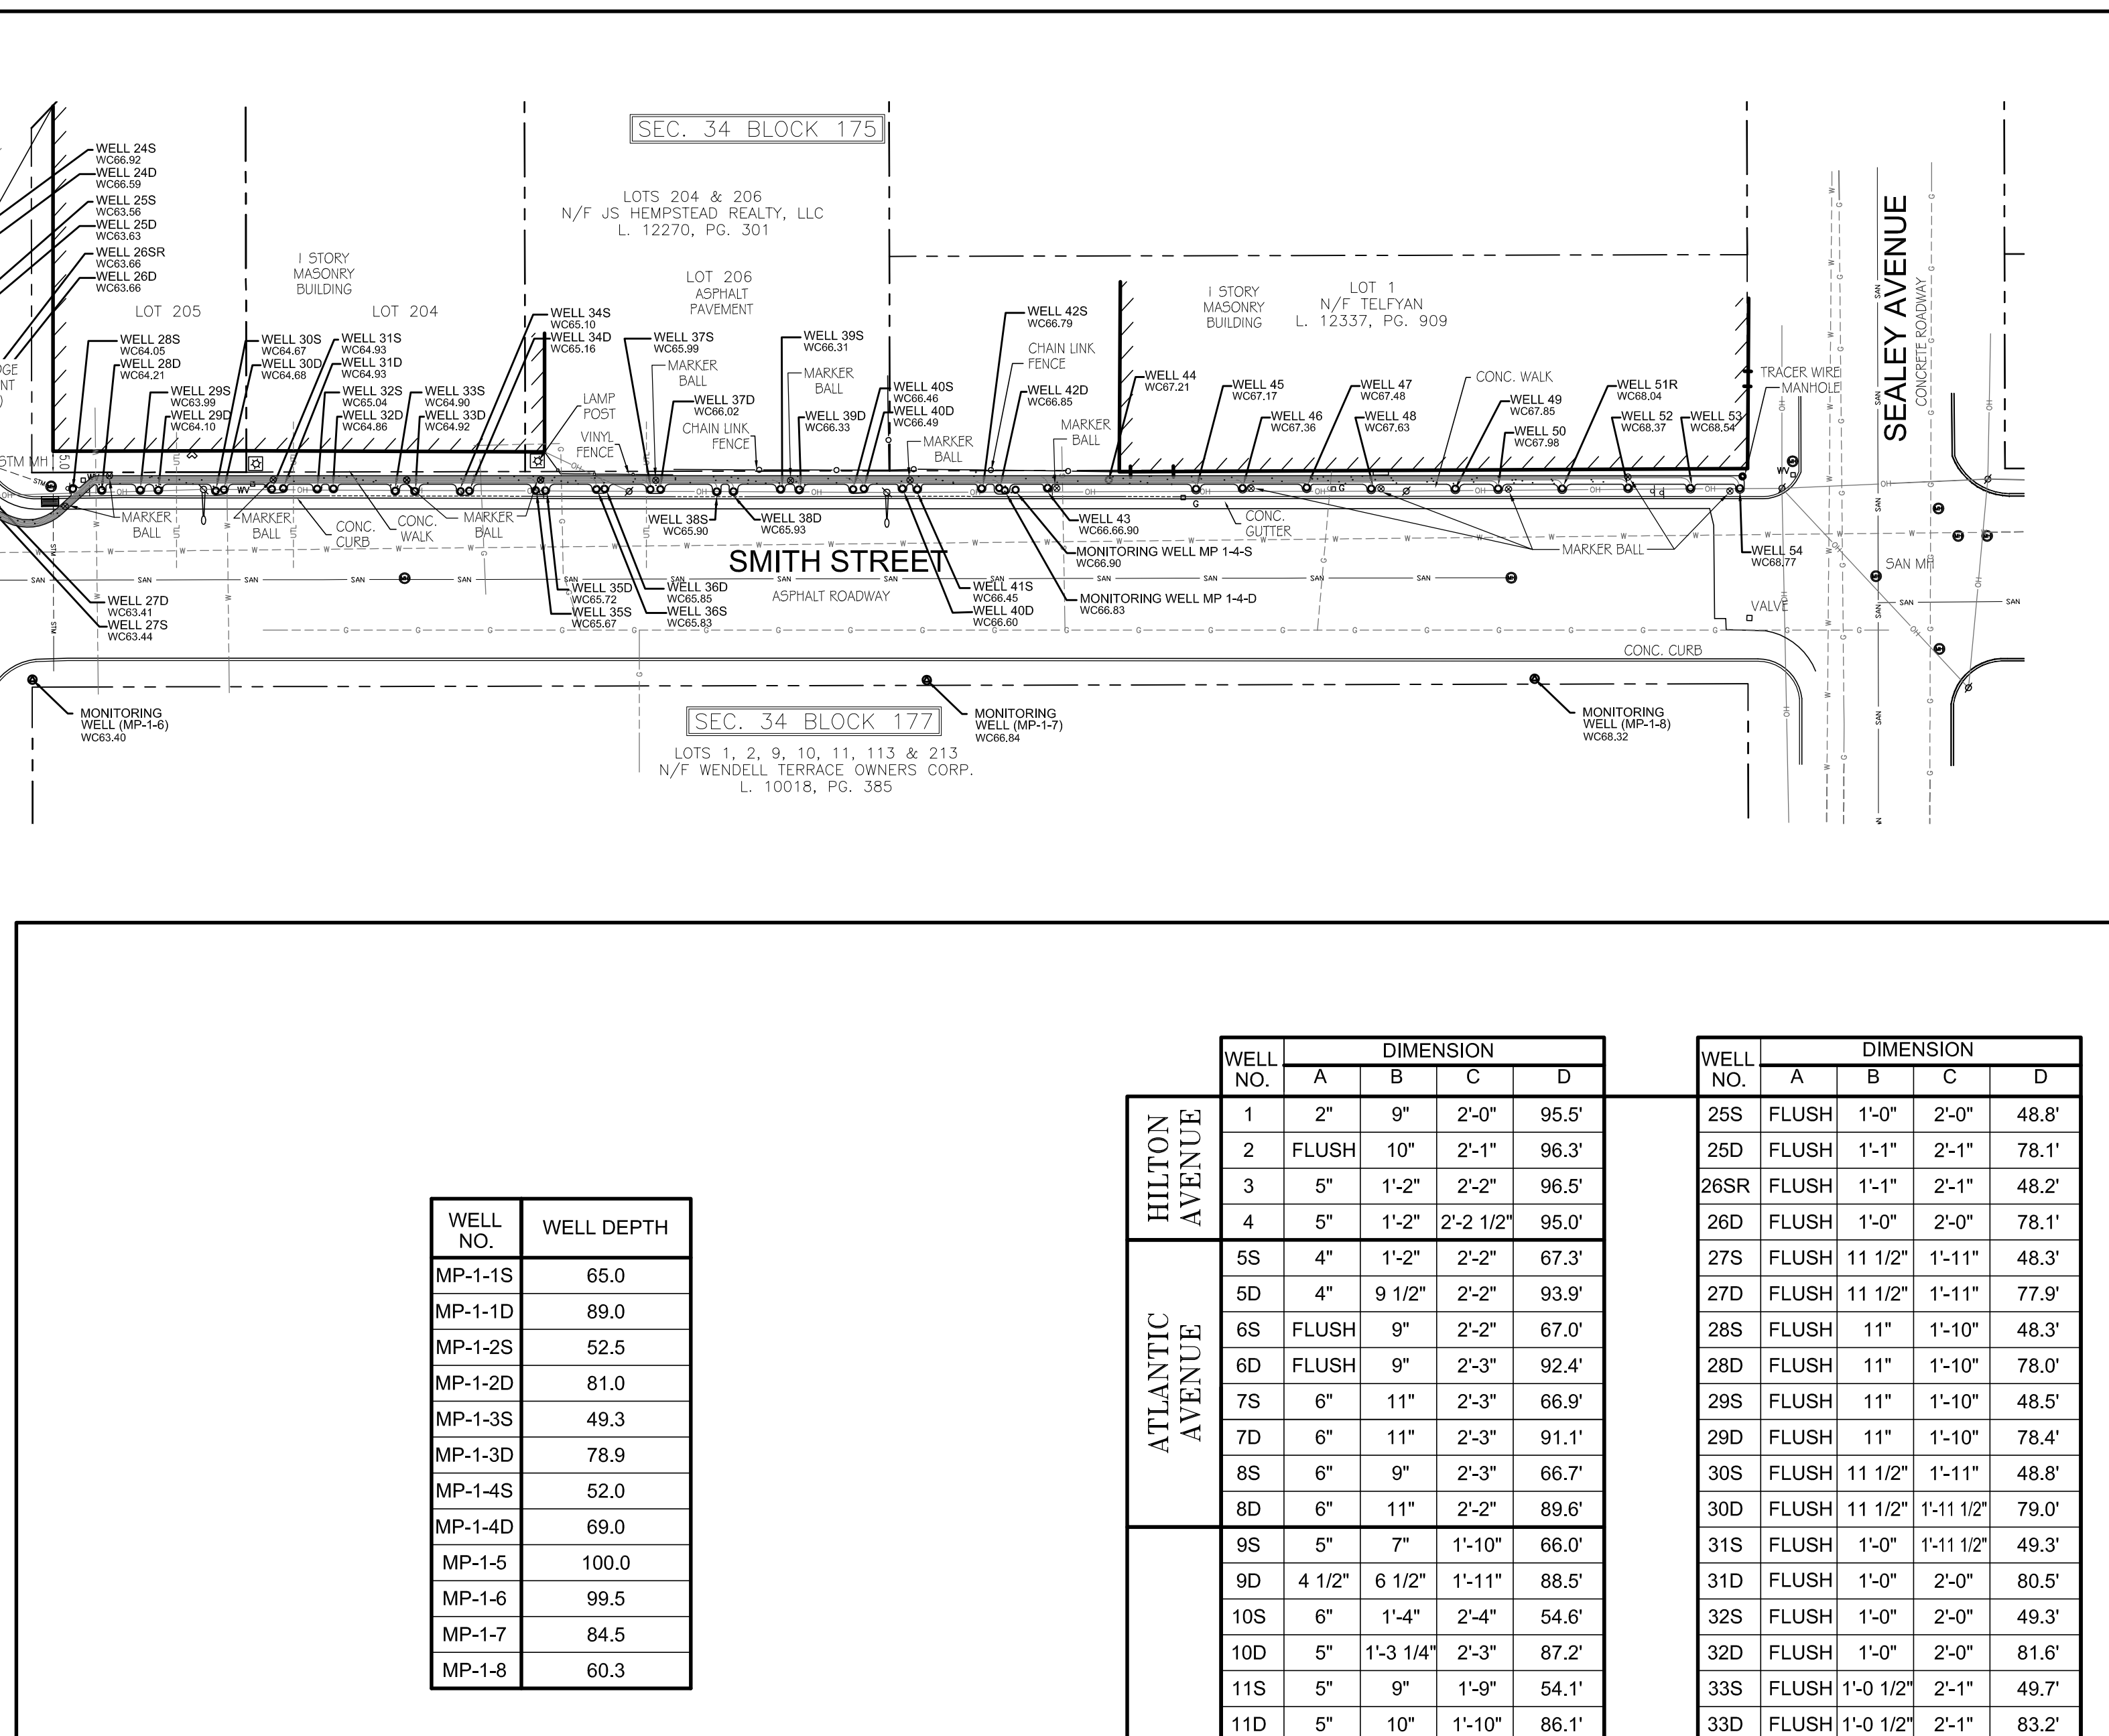 SEC. 34 BLOCK 175
WELL 24S
WC66.92
WELL 24D
WC66.59
WELL 25S
WC63.56
WELL 25D
WC63.63
WELL 26SR
WC63.66
WELL 26D
WC63.66
LOTS 204 & 206
N/F JS HEMPSTEAD REALTY, LLC
L. 12270, PG. 301
1 STORY
MASONRY
BUILDING
LOT 205
LOT 204
LOT 206
ASPHALT
PAVEMENT
1 STORY
MASONRY
BUILDING
LOT 1
N/F TELFYAN
L. 12337, PG. 909
SEALEY AVENUE
CONCRETE ROADWAY
WELL 28S
WC64.05
WELL 28D
WC64.21
WELL 29S
WC63.99
WELL 29D
WC64.10
WELL 30S
WC64.67
WELL 30D
WC64.68
WELL 31S
WC64.93
WELL 31D
WC64.93
WELL 32S
WC65.04
WELL 32D
WC64.86
WELL 33S
WC64.90
WELL 33D
WC64.92
WELL 34S
WC65.10
WELL 34D
WC65.16
LAMP
POST
VINYL
FENCE
WELL 37S
WC65.99
MARKER
BALL
WELL 37D
WC66.02
CHAIN LINK
FENCE
WELL 39S
WC66.31
MARKER
BALL
WELL 39D
WC66.33
WELL 40S
WC66.46
WELL 40D
WC66.49
MARKER
BALL
WELL 42S
WC66.79
CHAIN LINK
FENCE
WELL 42D
WC66.85
MARKER
BALL
WELL 44
WC67.21
WELL 45
WC67.17
WELL 46
WC67.36
WELL 47
WC67.48
WELL 48
WC67.63
CONC. WALK
WELL 49
WC67.85
WELL 50
WC67.98
WELL 51R
WC68.04
WELL 52
WC68.37
WELL 53
WC68.54
TRACER WIRE
MANHOLE
STM MH
5.0
MARKER
BALL
MARKER
BALL
CONC.
CURB
CONC.
WALK
MARKER
BALL
WELL 38S
WC65.90
WELL 38D
WC65.93
WELL 43
WC66.66.90
CONC.
GUTTER
MARKER BALL
WELL 54
WC68.77
SAN MH
VALVE
SMITH STREET
ASPHALT ROADWAY
MONITORING WELL MP 1-4-S
WC66.90
MONITORING WELL MP 1-4-D
WC66.83
WELL 27D
WC63.41
WELL 27S
WC63.44
WELL 35D
WC65.72
WELL 35S
WC65.67
WELL 36D
WC65.85
WELL 36S
WC65.83
WELL 41S
WC66.45
WELL 40D
WC66.60
CONC. CURB
MONITORING
WELL (MP-1-6)
WC63.40
SEC. 34 BLOCK 177
LOTS 1, 2, 9, 10, 11, 113 & 213
N/F WENDELL TERRACE OWNERS CORP.
L. 10018, PG. 385
MONITORING
WELL (MP-1-7)
WC66.84
MONITORING
WELL (MP-1-8)
WC68.32
WELL NO. WELL DEPTH
MP-1-1S 65.0
MP-1-1D 89.0
MP-1-2S 52.5
MP-1-2D 81.0
MP-1-3S 49.3
MP-1-3D 78.9
MP-1-4S 52.0
MP-1-4D 69.0
MP-1-5 100.0
MP-1-6 99.5
MP-1-7 84.5
MP-1-8 60.3
WELL NO. DIMENSION
A B C D
HILTON AVENUE
1 2" 9" 2'-0" 95.5'
2 FLUSH 10" 2'-1" 96.3'
3 5" 1'-2" 2'-2" 96.5'
4 5" 1'-2" 2'-2 1/2" 95.0'
ATLANTIC AVENUE
5S 4" 1'-2" 2'-2" 67.3'
5D 4" 9 1/2" 2'-2" 93.9'
6S FLUSH 9" 2'-2" 67.0'
6D FLUSH 9" 2'-3" 92.4'
7S 6" 11" 2'-3" 66.9'
7D 6" 11" 2'-3" 91.1'
8S 6" 9" 2'-3" 66.7'
8D 6" 11" 2'-2" 89.6'
9S 5" 7" 1'-10" 66.0'
9D 4 1/2" 6 1/2" 1'-11" 88.5'
10S 6" 1'-4" 2'-4" 54.6'
10D 5" 1'-3 1/4" 2'-3" 87.2'
11S 5" 9" 1'-9" 54.1'
11D 5" 10" 1'-10" 86.1'
WELL NO. DIMENSION
A B C D
25S FLUSH 1'-0" 2'-0" 48.8'
25D FLUSH 1'-1" 2'-1" 78.1'
26SR FLUSH 1'-1" 2'-1" 48.2'
26D FLUSH 1'-0" 2'-0" 78.1'
27S FLUSH 11 1/2" 1'-11" 48.3'
27D FLUSH 11 1/2" 1'-11" 77.9'
28S FLUSH 11" 1'-10" 48.3'
28D FLUSH 11" 1'-10" 78.0'
29S FLUSH 11" 1'-10" 48.5'
29D FLUSH 11" 1'-10" 78.4'
30S FLUSH 11 1/2" 1'-11" 48.8'
30D FLUSH 11 1/2" 1'-11 1/2" 79.0'
31S FLUSH 1'-0" 1'-11 1/2" 49.3'
31D FLUSH 1'-0" 2'-0" 80.5'
32S FLUSH 1'-0" 2'-0" 49.3'
32D FLUSH 1'-0" 2'-0" 81.6'
33S FLUSH 1'-0 1/2" 2'-1" 49.7'
33D FLUSH 1'-0 1/2" 2'-1" 83.2'